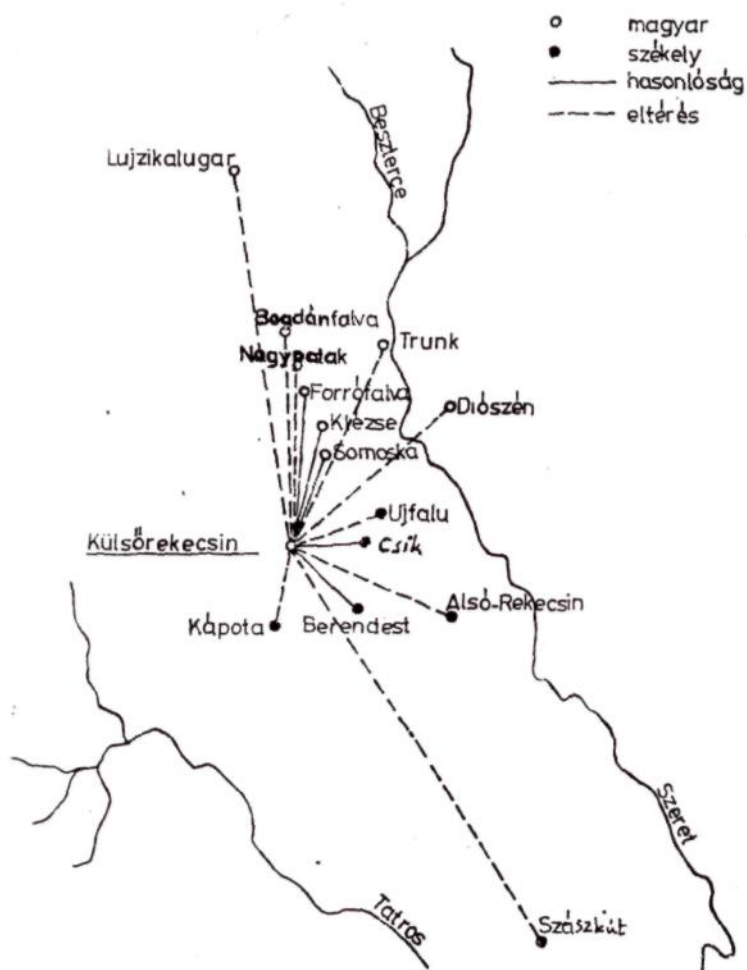 magyar
székely
hasonlóság
eltérés
Beszterce
Lujzikalugar
Bogdánfalva
Trunk
Nagypatak
Forrófalva
Diószén
Klézse
Somoska
Ujfalu
Külsőrekecsin
Csík
Alsó-Rekecsin
Kápota
Berendest
Szeret
Tatros
Szászkút